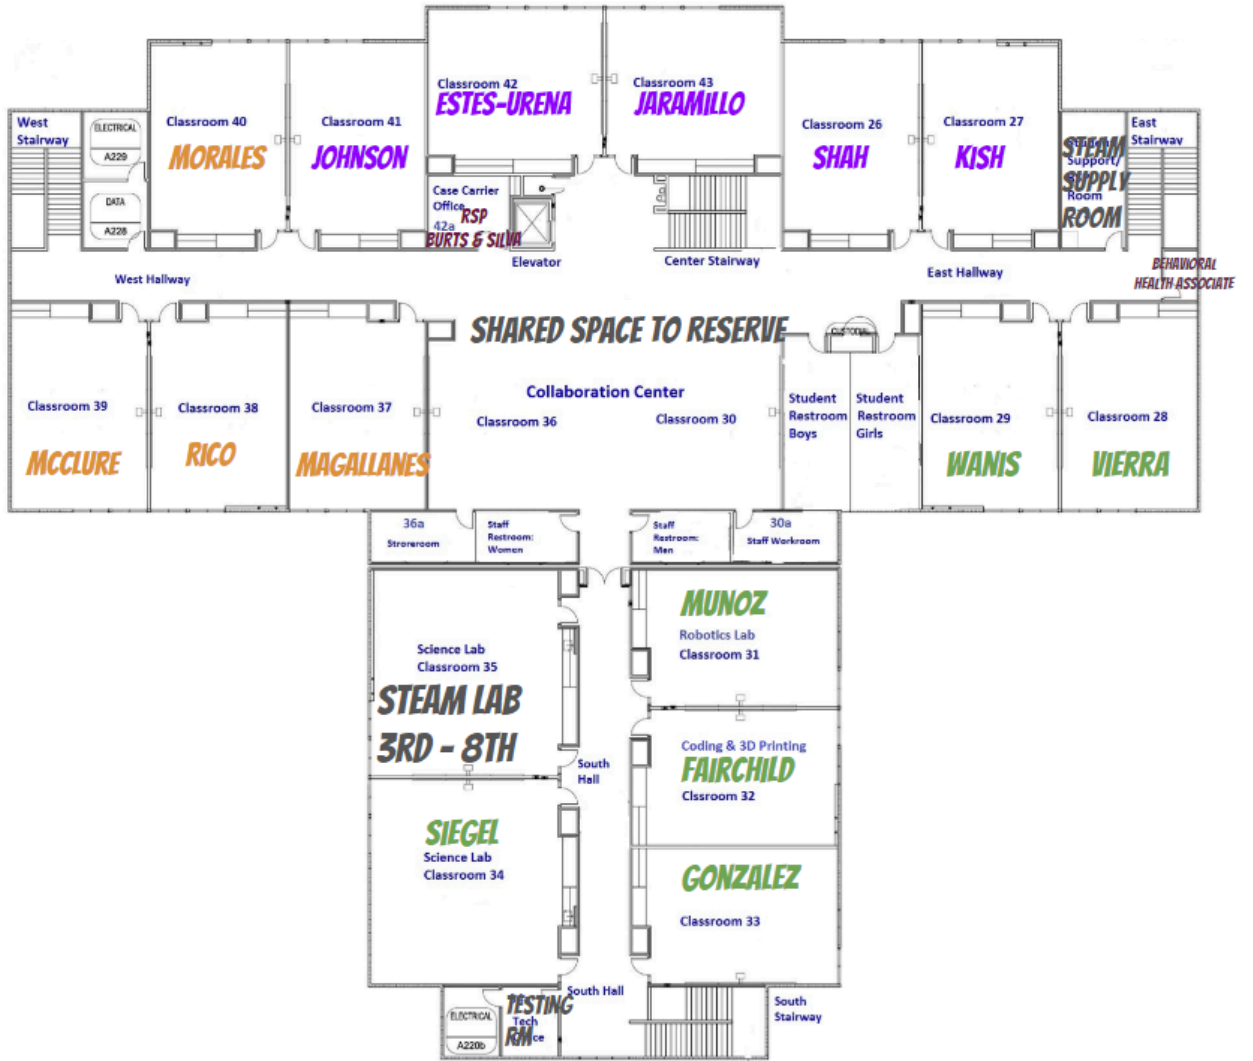 West
Stairway
ELECTRICAL
A229
DATA
A228
Classroom 40
MORALES
Classroom 41
JOHNSON
Classroom 42
ESTES-URENA
Classroom 43
JARAMILLO
Classroom 26
SHAH
Classroom 27
KISH
STEAM
Support/
SUPPLY
Room
ROOM
East
Stairway
Case Carrier
Office
42a
RSP
BURTS & SILVA
Elevator
Center Stairway
West Hallway
East Hallway
BEHAVIORAL
HEALTH ASSOCIATE
SHARED SPACE TO RESERVE
CUSTODIAL
Collaboration Center
Classroom 36
Classroom 30
Classroom 39
MCCLURE
Classroom 38
RICO
Classroom 37
MAGALLANES
Student
Restroom
Boys
Student
Restroom
Girls
Classroom 29
WANIS
Classroom 28
VIERRA
36a
Stroreroom
Staff
Restroom:
Women
Staff
Restroom:
Men
30a
Staff Workroom
MUNOZ
Robotics Lab
Classroom 31
Science Lab
Classroom 35
STEAM LAB
3RD - 8TH
Coding & 3D Printing
FAIRCHILD
Clssroom 32
South
Hall
SIEGEL
Science Lab
Classroom 34
GONZALEZ
Classroom 33
South Hall
ELECTRICAL
A220b
TESTING
Tech
RM
South
Stairway